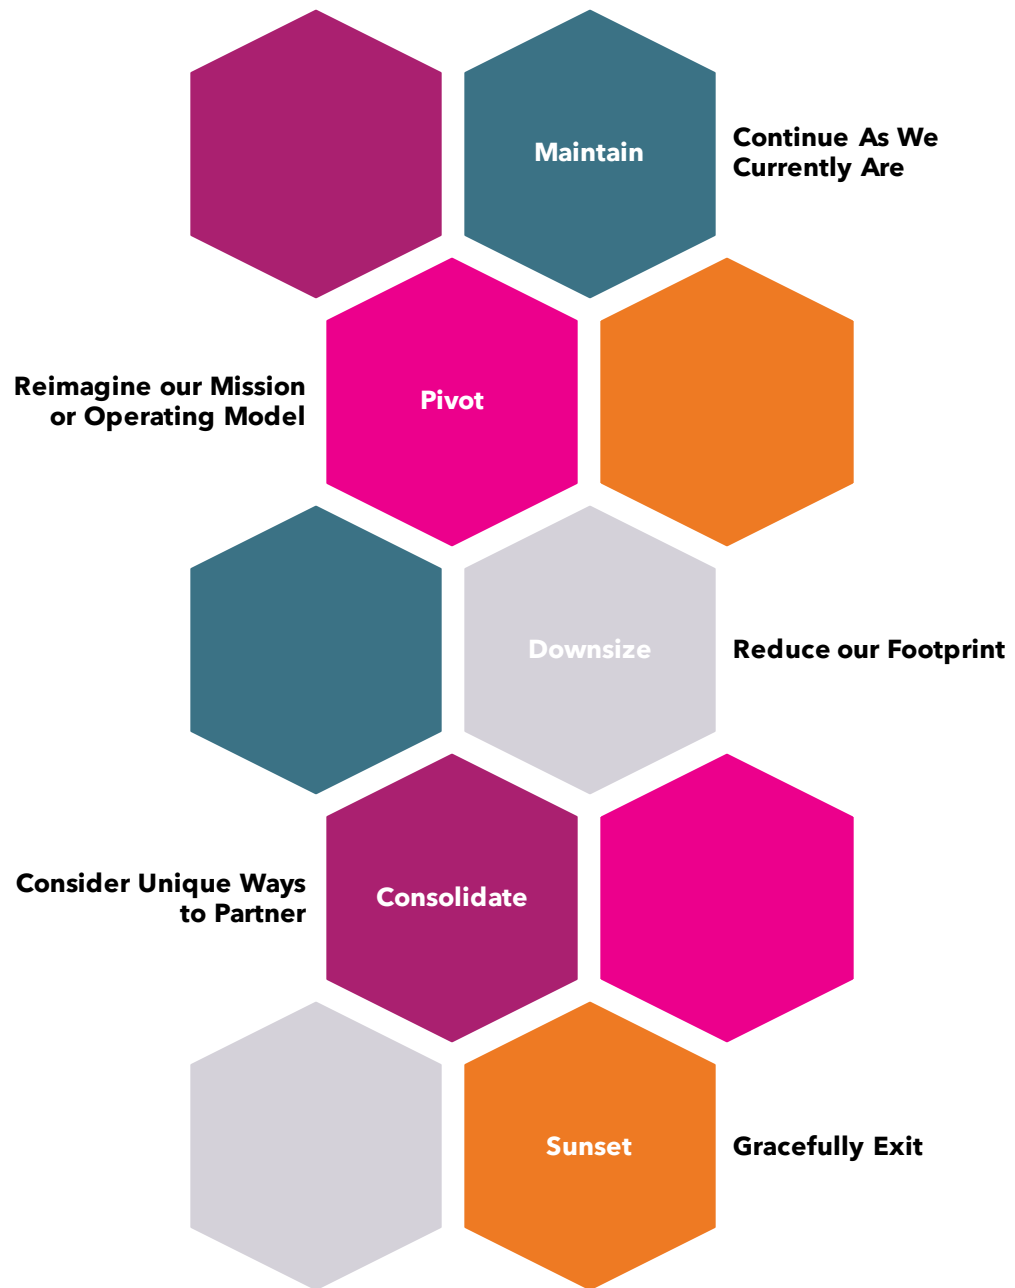 Maintain
Continue As We
Currently Are
Reimagine our Mission
or Operating Model
Pivot
Downsize
Reduce our Footprint
Consider Unique Ways
to Partner
Consolidate
Sunset
Gracefully Exit